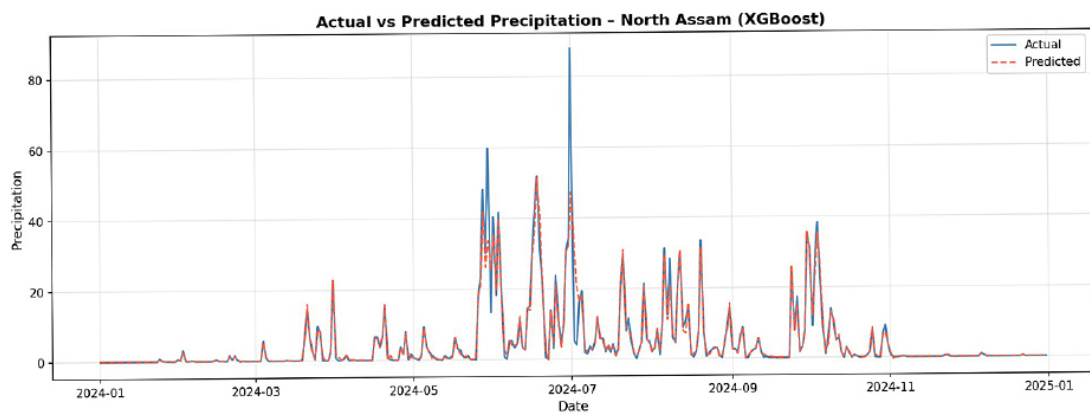 Actual vs Predicted Precipitation – North Assam (XGBoost)
Actual
Predicted
Precipitation
80
60
40
20
0
2024-01
2024-03
2024-05
2024-07
2024-09
2024-11
2025-01
Date